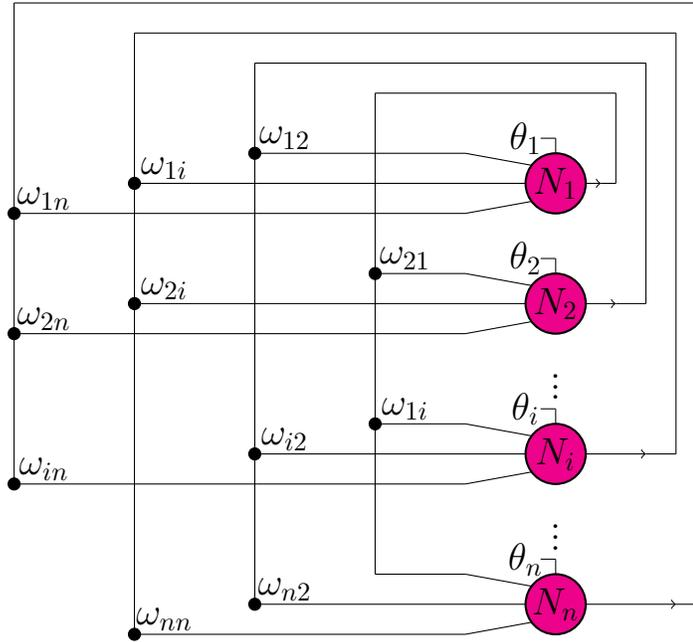 ω₁₂ θ₁
ω₁ᵢ N₁
ω₁ₙ
ω₂₁ θ₂
ω₂ᵢ N₂
ω₂ₙ
⋮
ω₁ᵢ θᵢ
ωᵢ₂ Nᵢ
ωᵢₙ
⋮
θₙ
ωₙ₂ Nₙ
ωₙₙ